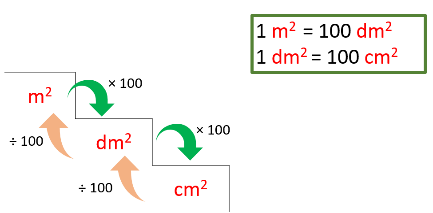 1 m² = 100 dm²
1 dm² = 100 cm²
m²
× 100
÷ 100
dm²
× 100
÷ 100
cm²